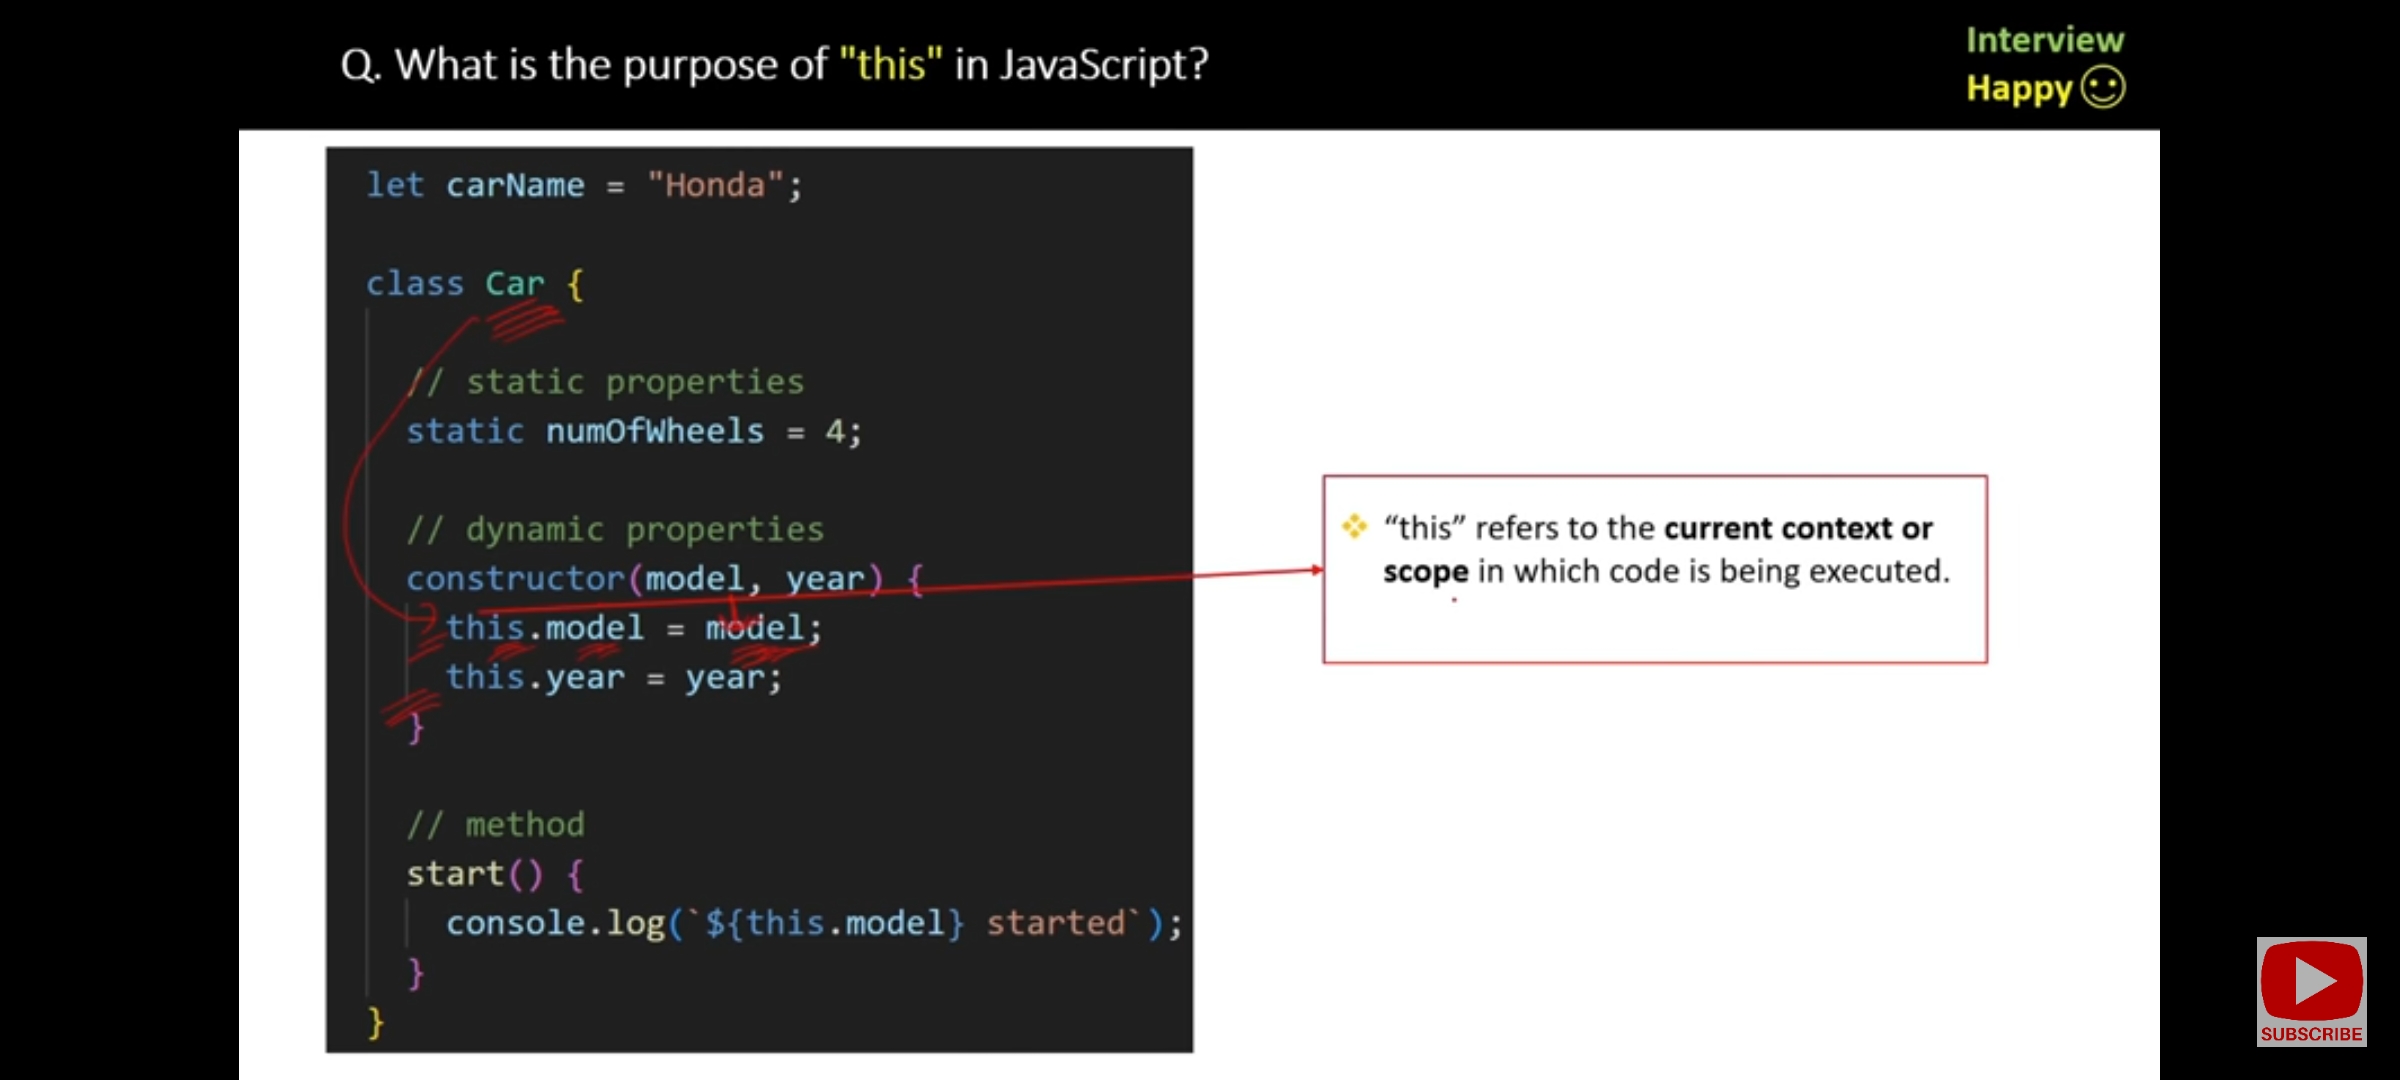 Q. What is the purpose of "this" in JavaScript?
Interview
Happy
let carName = "Honda";
class Car {
// static properties
static numOfWheels = 4;
// dynamic properties
constructor(model, year) {
this.model = model;
this.year = year;
}
// method
start() {
console.log(`${this.model} started`);
}
}
❖ “this” refers to the current context or
scope in which code is being executed.
SUBSCRIBE